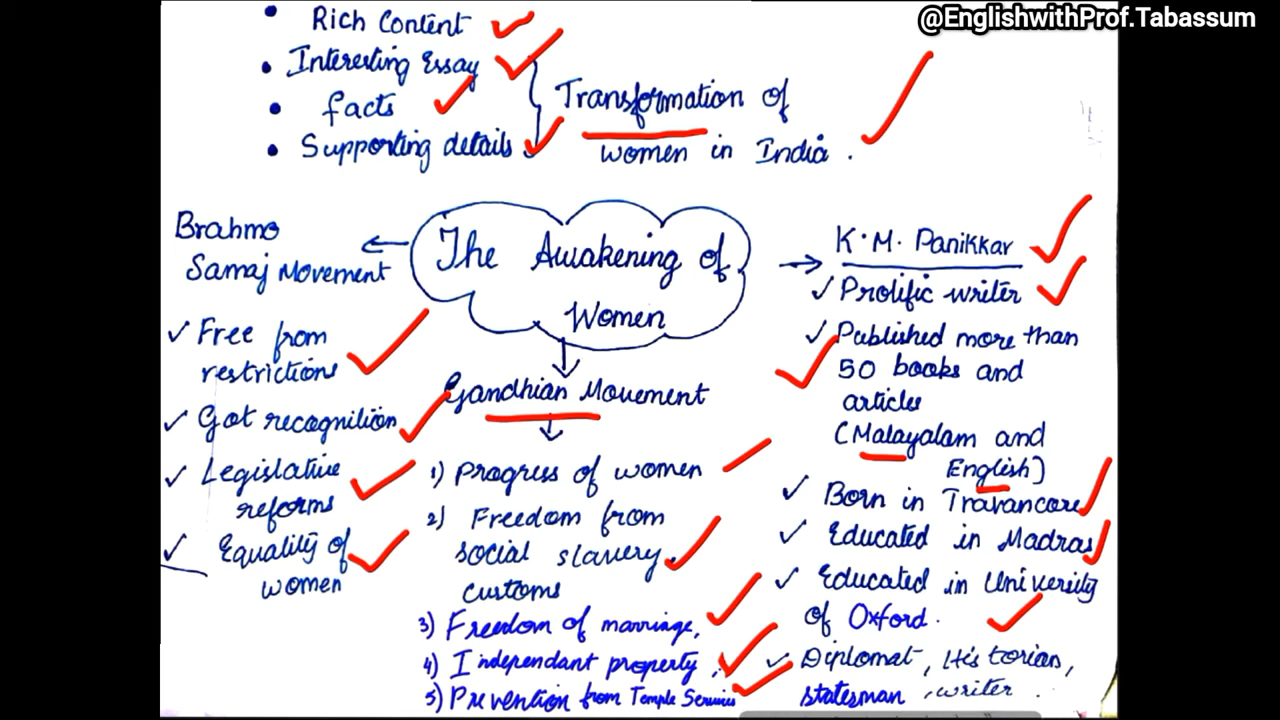 @EnglishwithProf.Tabassum
• Rich Content
• Interesting Essay
• facts
• Supporting details
Transformation of
women in India.
The Awakening of
Women
Brahmo
Samaj Movement
✓ Free from
restrictions
✓ Got recognition
✓ Legislative
reforms
✓ Equality of
women
Gandhian Movement
1) Progress of women
2) Freedom from
social slavery
customs
3) Freedom of marriage,
4) Independant property,
5) Prevention from Temple Services
K.M. Panikkar
✓ Prolific writer
✓ Published more than
50 books and
articles
(Malayalam and
English]
✓ Born in Travancore
✓ Educated in Madras
✓ Educated in University
of Oxford.
✓ Diplomat, Historian,
statesman, writer.